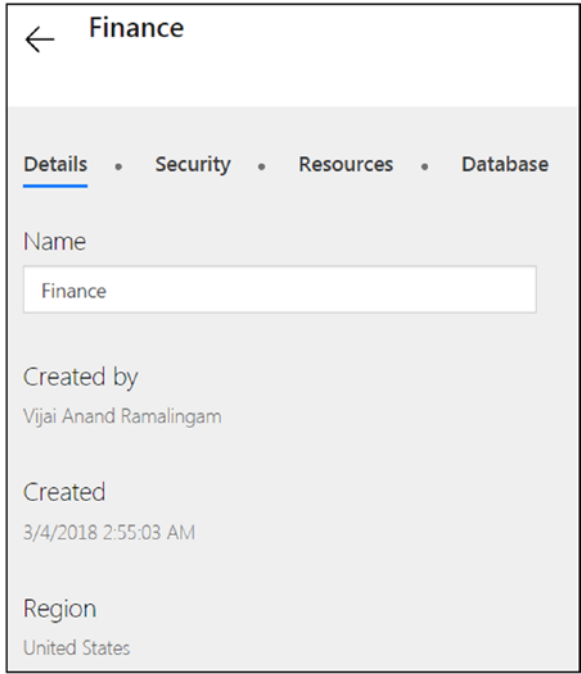 Finance
Details • Security • Resources • Database
Name
Finance
Created by
Vijai Anand Ramalingam
Created
3/4/2018 2:55:03 AM
Region
United States